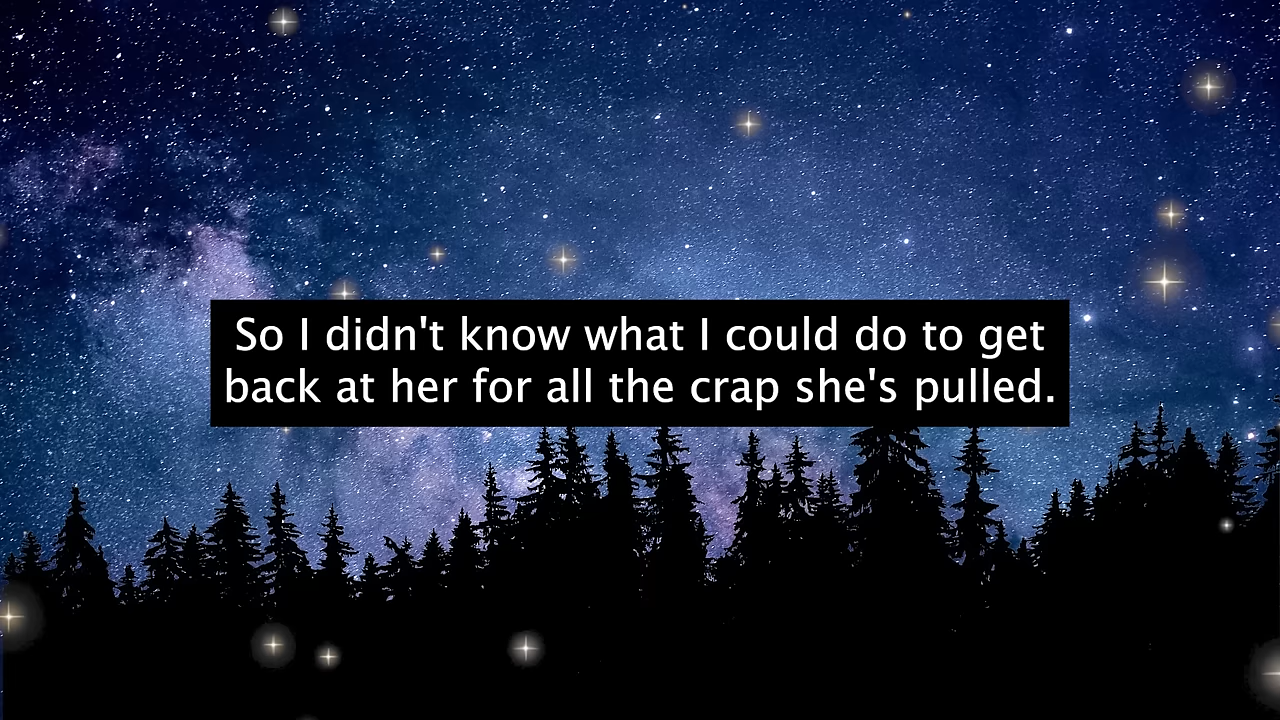 So I didn't know what I could do to get
back at her for all the crap she's pulled.